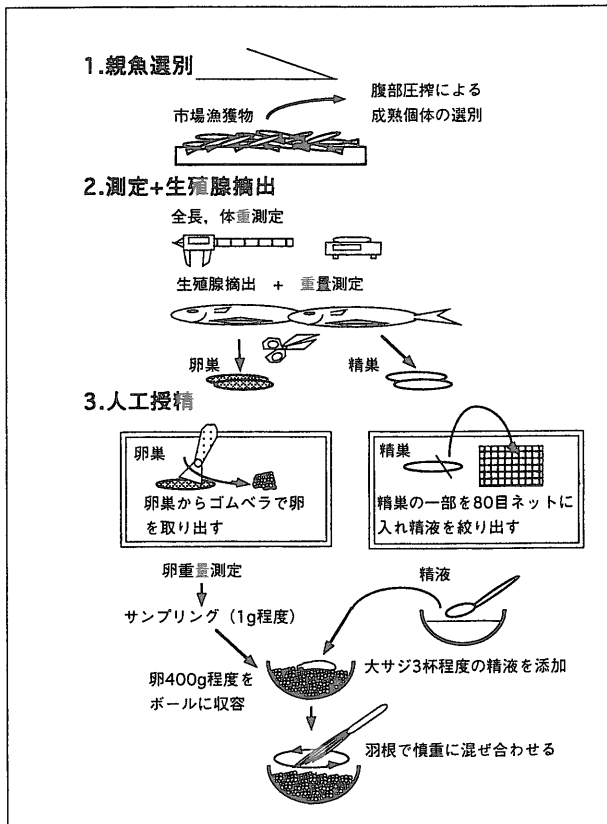 1.親魚選別
腹部圧搾による
成熟個体の選別
市場漁獲物
2.測定+生殖腺摘出
全長，体重測定
生殖腺摘出 + 重量測定
卵巣
精巣
3.人工授精
卵巣
卵巣からゴムベラで卵
を取り出す
精巣
精巣の一部を80目ネットに
入れ精液を絞り出す
卵重量測定
サンプリング（1g程度）
精液
大サジ3杯程度の精液を添加
卵400g程度を
ボールに収容
羽根で慎重に混ぜ合わせる